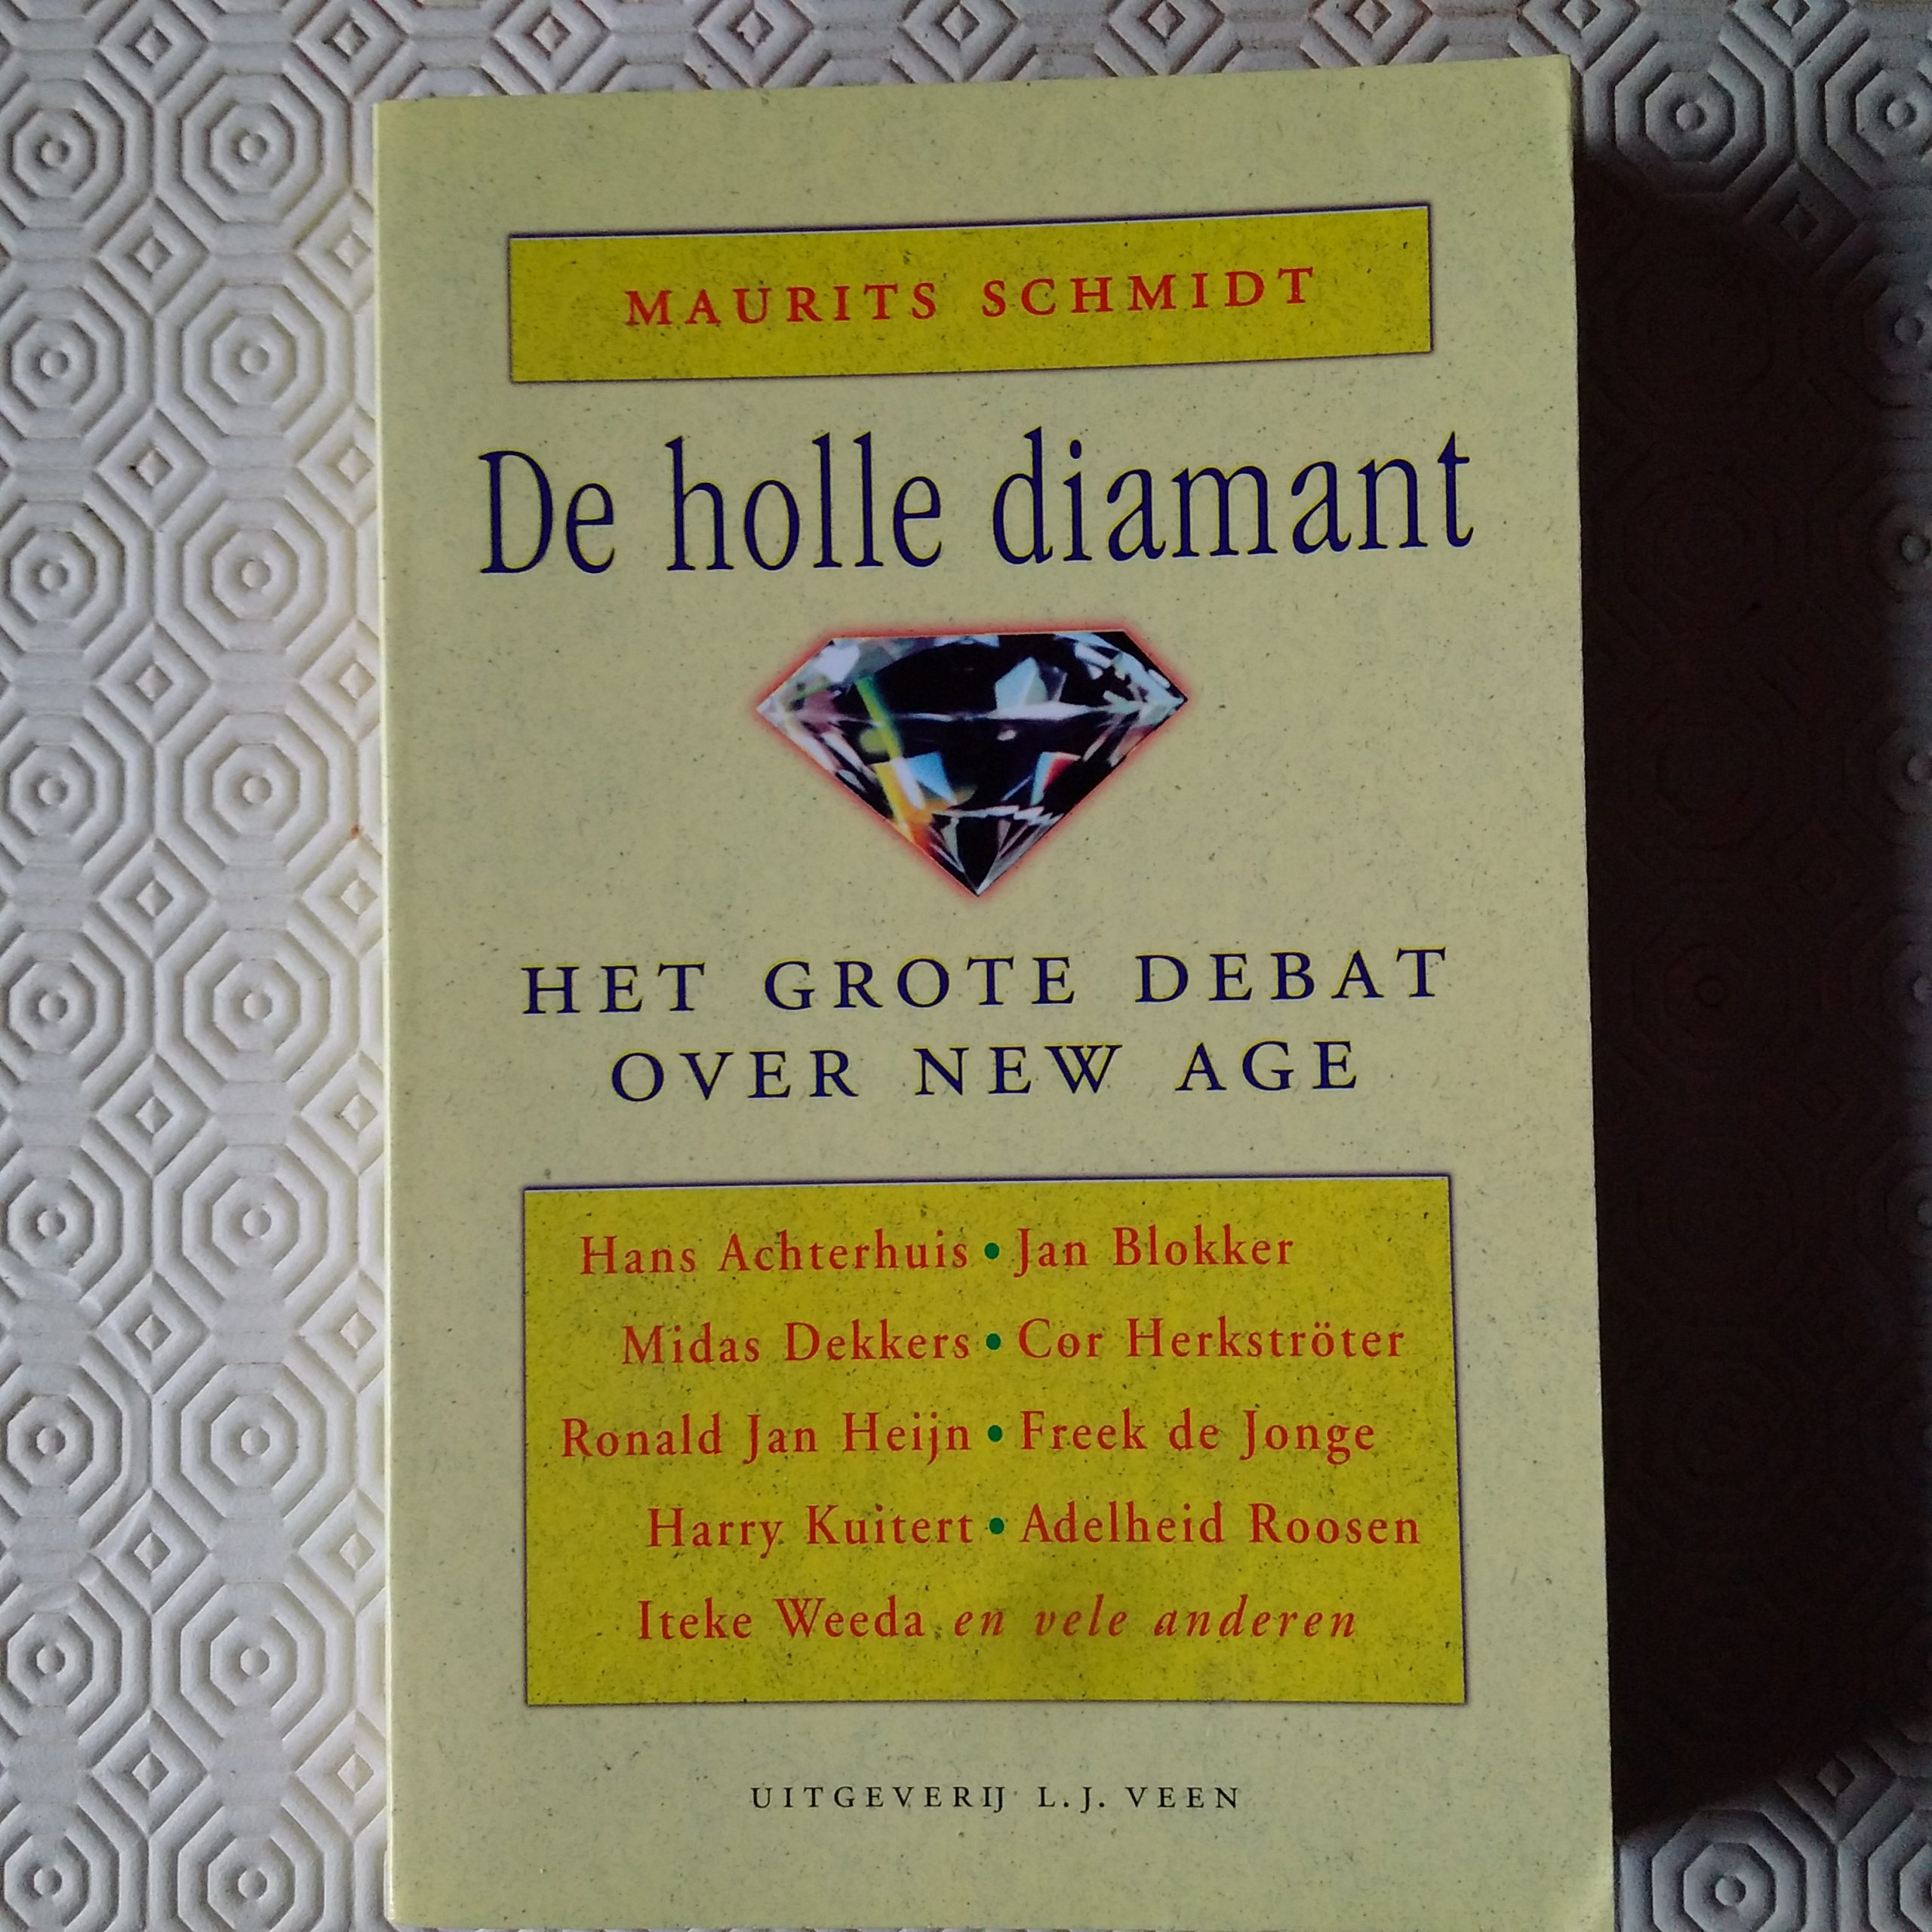 MAURITS SCHMIDT
De holle diamant
HET GROTE DEBAT
OVER NEW AGE
Hans Achterhuis • Jan Blokker
Midas Dekkers • Cor Herkströter
Ronald Jan Heijn • Freek de Jonge
Harry Kuitert • Adelheid Roosen
Iteke Weeda en vele anderen
UITGEVERIJ L.J. VEEN